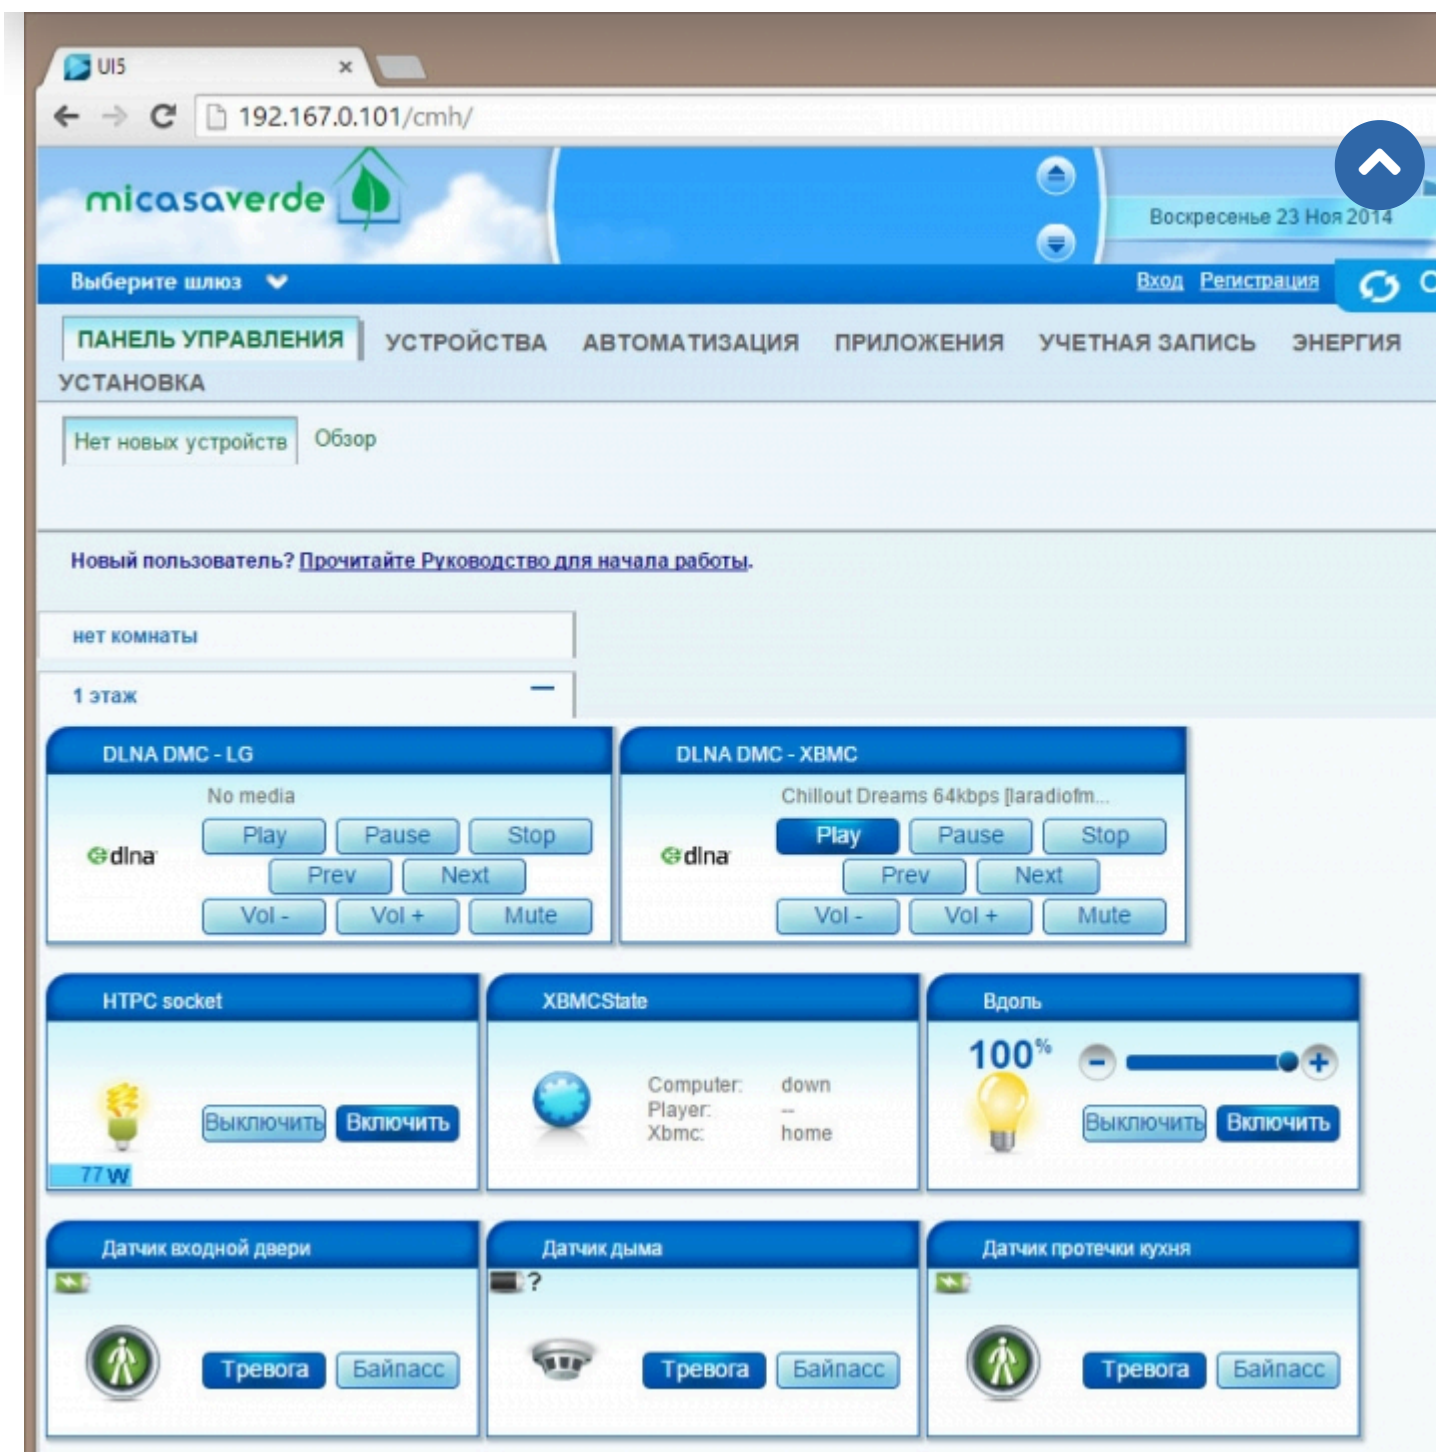 UI5
192.167.0.101/cmh/
micasaverde
Воскресенье 23 Ноя 2014
Выберите шлюз
Вход Регистрация
ПАНЕЛЬ УПРАВЛЕНИЯ УСТРОЙСТВА АВТОМАТИЗАЦИЯ ПРИЛОЖЕНИЯ УЧЕТНАЯ ЗАПИСЬ ЭНЕРГИЯ
УСТАНОВКА
Нет новых устройств Обзор
Новый пользователь? Прочитайте Руководство для начала работы.
нет комнаты
1 этаж
DLNA DMC - LG
No media
dlna
Play Pause Stop
Prev Next
Vol - Vol + Mute
DLNA DMC - XBMC
Chillout Dreams 64kbps [laradiofm...
dlna
Play Pause Stop
Prev Next
Vol - Vol + Mute
HTPC socket
Выключить Включить
77 W
XBMCState
Computer: down
Player: --
Xbmc: home
Вдоль
100%
Выключить Включить
Датчик входной двери
Тревога Байпасс
Датчик дыма
?
Тревога Байпасс
Датчик протечки кухня
Тревога Байпасс